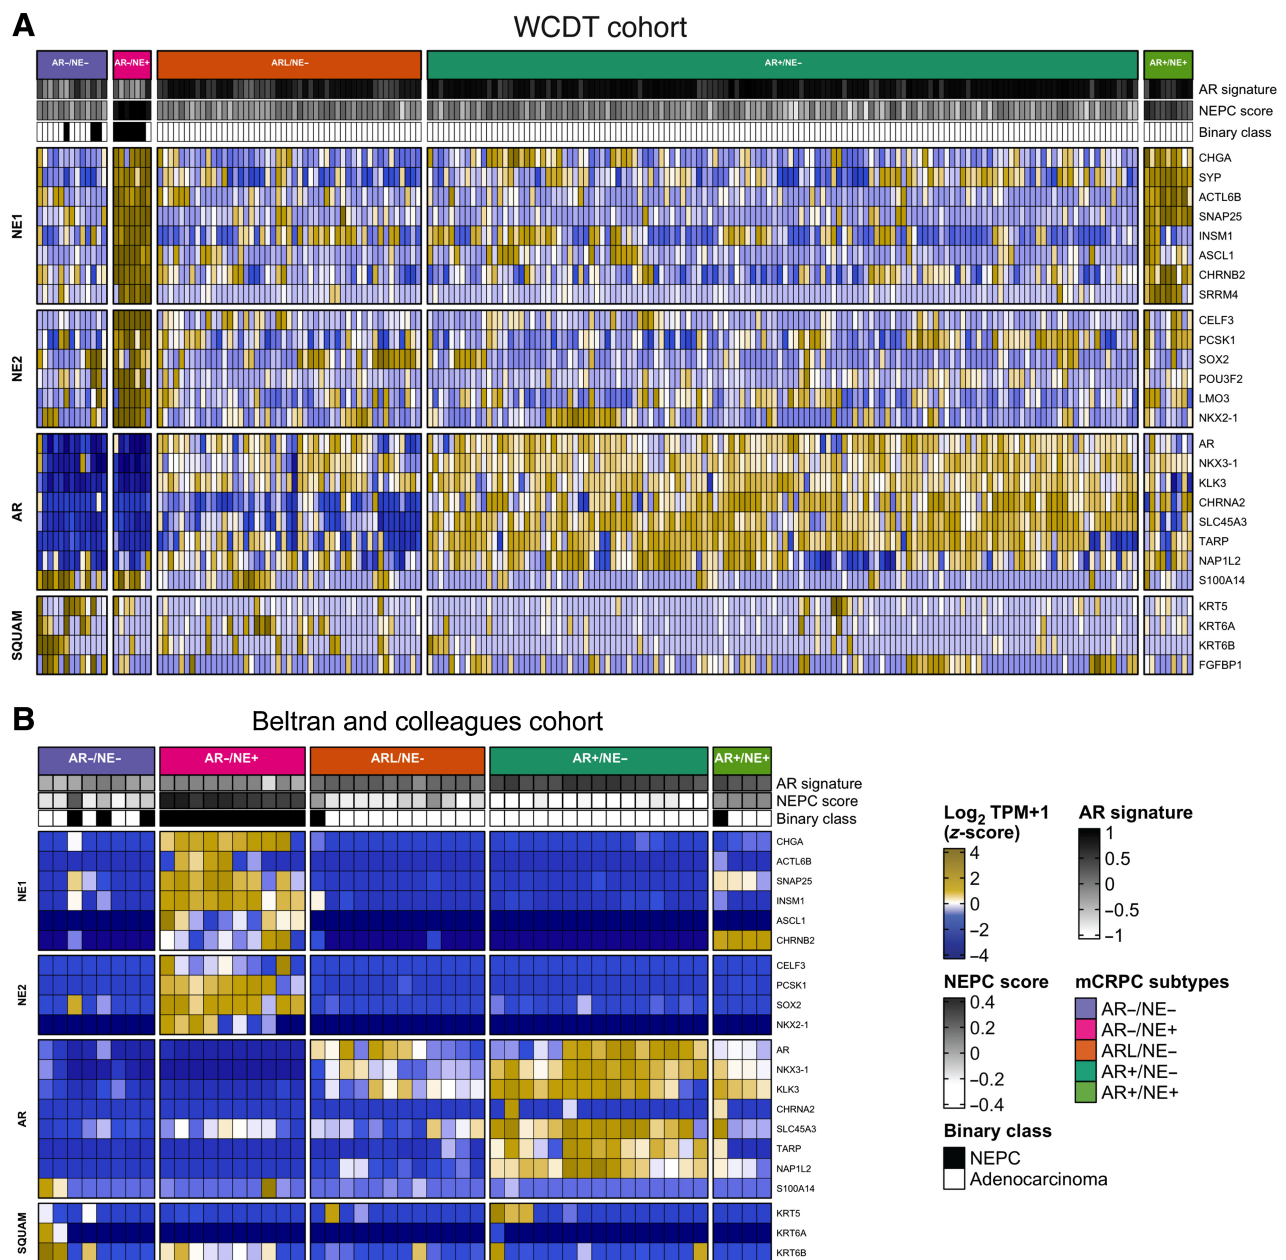 A
WCDT cohort
AR−/NE− AR−/NE+ ARL/NE− AR+/NE− AR+/NE+
AR signature
NEPC score
Binary class
NE1
CHGA
SYP
ACTL6B
SNAP25
INSM1
ASCL1
CHRNB2
SRRM4
NE2
CELF3
PCSK1
SOX2
POU3F2
LMO3
NKX2-1
AR
AR
NKX3-1
KLK3
CHRNA2
SLC45A3
TARP
NAP1L2
S100A14
SQUAM
KRT5
KRT6A
KRT6B
FGFBP1
B
Beltran and colleagues cohort
AR−/NE− AR−/NE+ ARL/NE- AR+/NE− AR+/NE+
AR signature
NEPC score
Binary class
NE1
CHGA
ACTL6B
SNAP25
INSM1
ASCL1
CHRNB2
NE2
CELF3
PCSK1
SOX2
NKX2-1
AR
AR
NKX3-1
KLK3
CHRNA2
SLC45A3
TARP
NAP1L2
S100A14
SQUAM
KRT5
KRT6A
KRT6B
Log2 TPM+1
(z-score)
4
2
0
−2
−4
AR signature
1
0.5
0
−0.5
−1
NEPC score
0.4
0.2
0
−0.2
−0.4
mCRPC subtypes
AR−/NE−
AR−/NE+
ARL/NE−
AR+/NE−
AR+/NE+
Binary class
NEPC
Adenocarcinoma